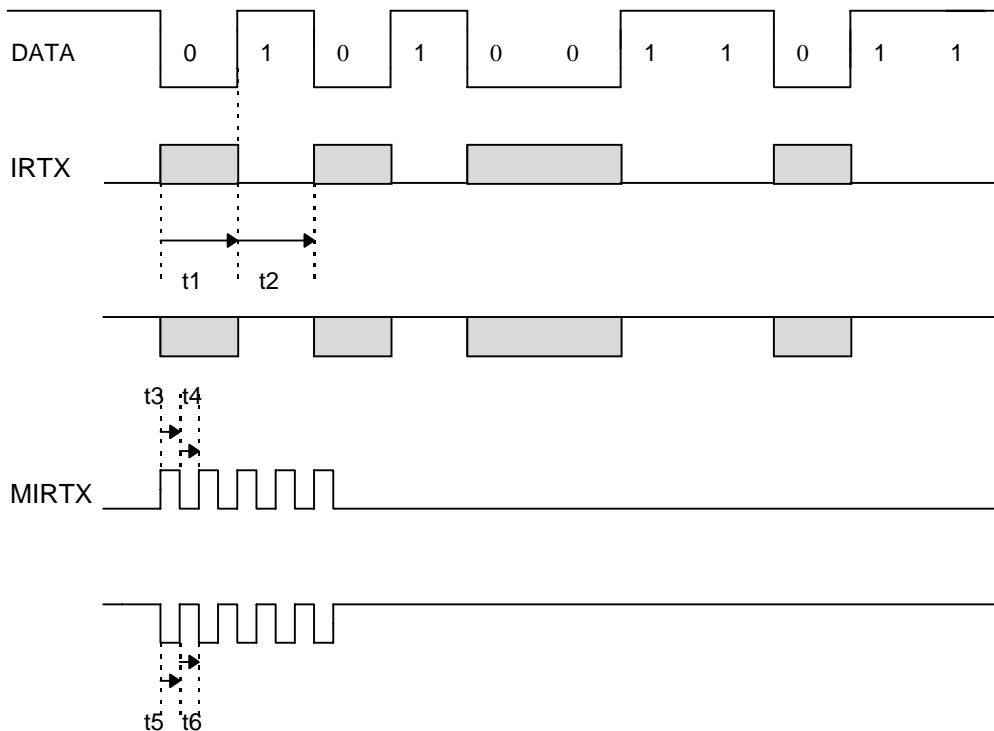 DATA 0 1 0 1 0 0 1 1 0 1 1
IRTX
t1 t2
t3 t4
MIRTX
t5 t6